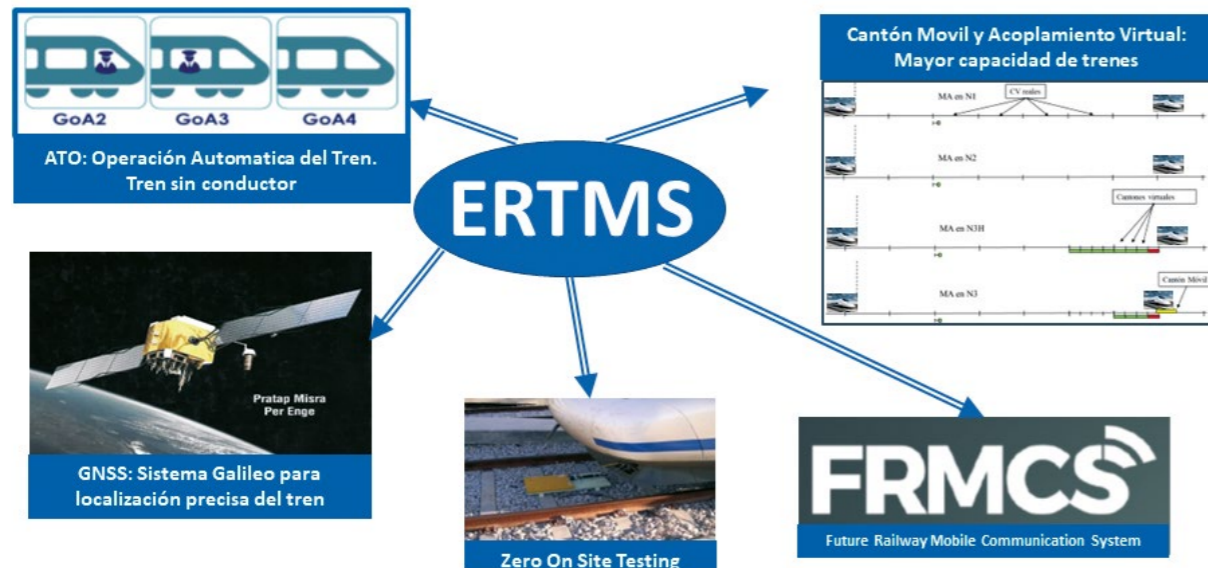 GoA2
GoA3
GoA4
ATO: Operación Automatica del Tren.
Tren sin conductor
Cantón Movil y Acoplamiento Virtual:
Mayor capacidad de trenes
MA en N1
CV reales
MA en N2
MA en N3H
Cantones virtuales
MA en N3
Cantón Móvil
ERTMS
Pratap Misra
Per Enge
GNSS: Sistema Galileo para
localización precisa del tren
Zero On Site Testing
FRMCS
Future Railway Mobile Communication System